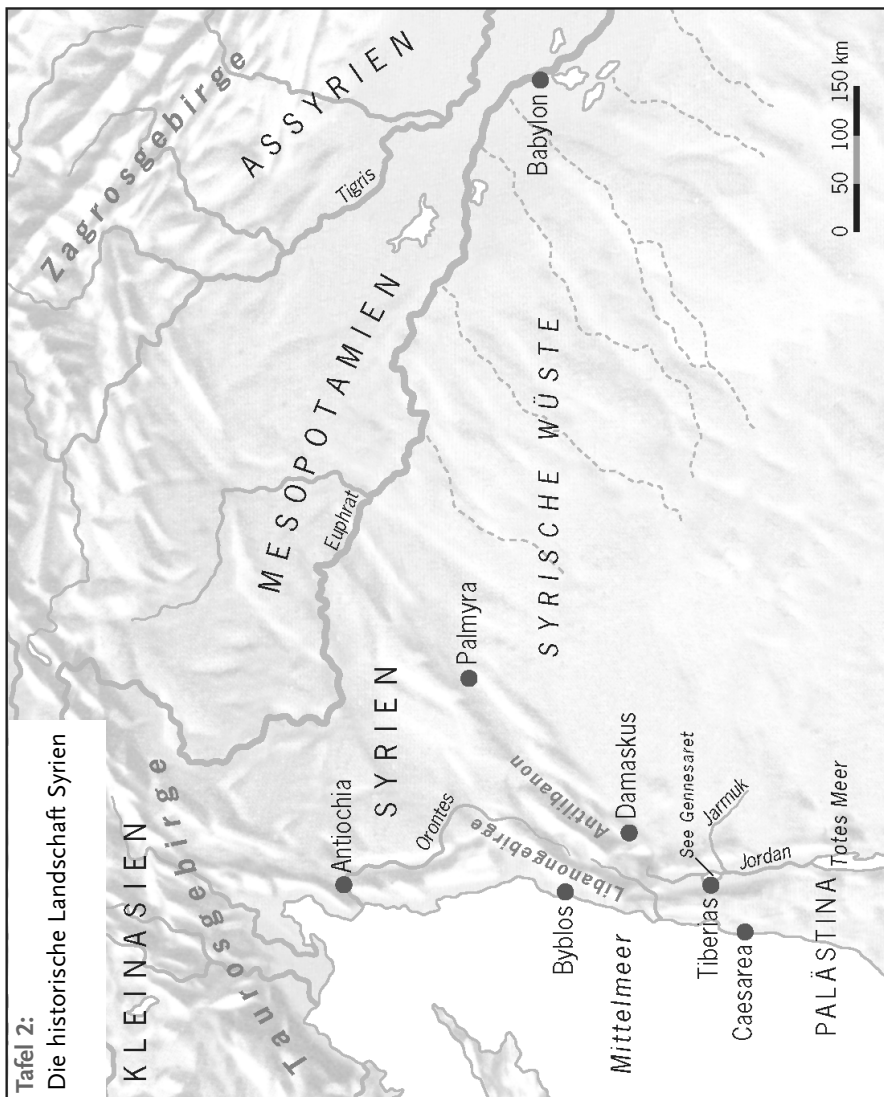 Tafel 2:
Die historische Landschaft Syrien
KLEINASIEN
Taurosgebirge
Zagrosgebirge
ASSYRIEN
Tigris
MESOPOTAMIEN
Euphrat
Antiochia
SYRIEN
Orontes
Palmyra
Babylon
SYRISCHE WÜSTE
Libanongebirge
Antilibanon
Byblos
Damaskus
Mittelmeer
See Gennesaret
Tiberias
Jarmuk
Caesarea
Jordan
PALÄSTINA
Totes Meer
0 50 100 150 km